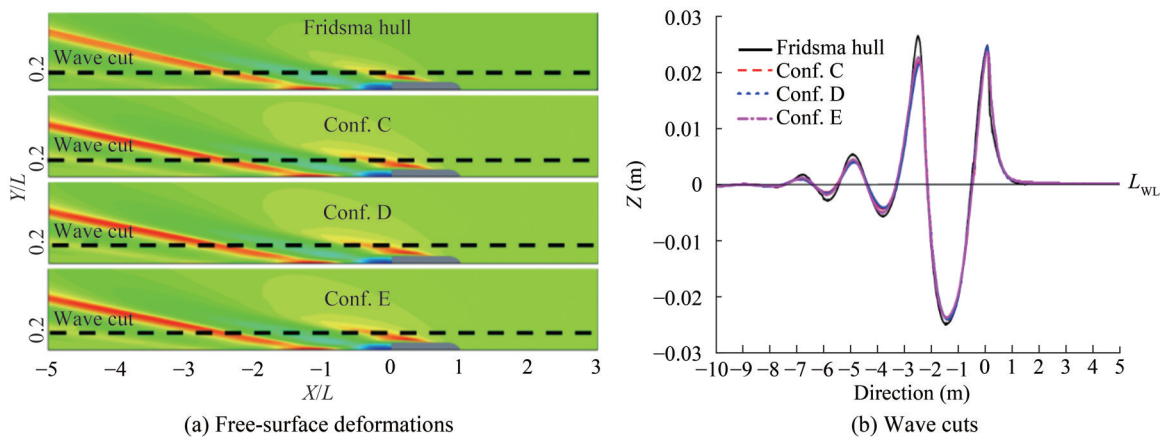 Fridsma hull
Wave cut
0.2
Conf. C
Wave cut
0.2
Conf. D
Wave cut
0.2
Conf. E
Wave cut
0.2
Y/L
−5 −4 −3 −2 −1 0 1 2 3
X/L
(a) Free-surface deformations
0.03
0.02
0.01
0
−0.01
−0.02
−0.03
Z (m)
Fridsma hull
Conf. C
Conf. D
Conf. E
L_WL
−10 −9 −8 −7 −6 −5 −4 −3 −2 −1 0 1 2 3 4 5
Direction (m)
(b) Wave cuts